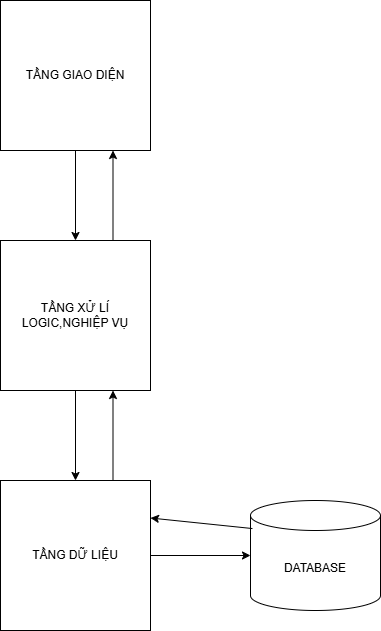 TẦNG GIAO DIỆN
TẦNG XỬ LÍ
LOGIC,NGHIỆP VỤ
TẦNG DỮ LIỆU
DATABASE